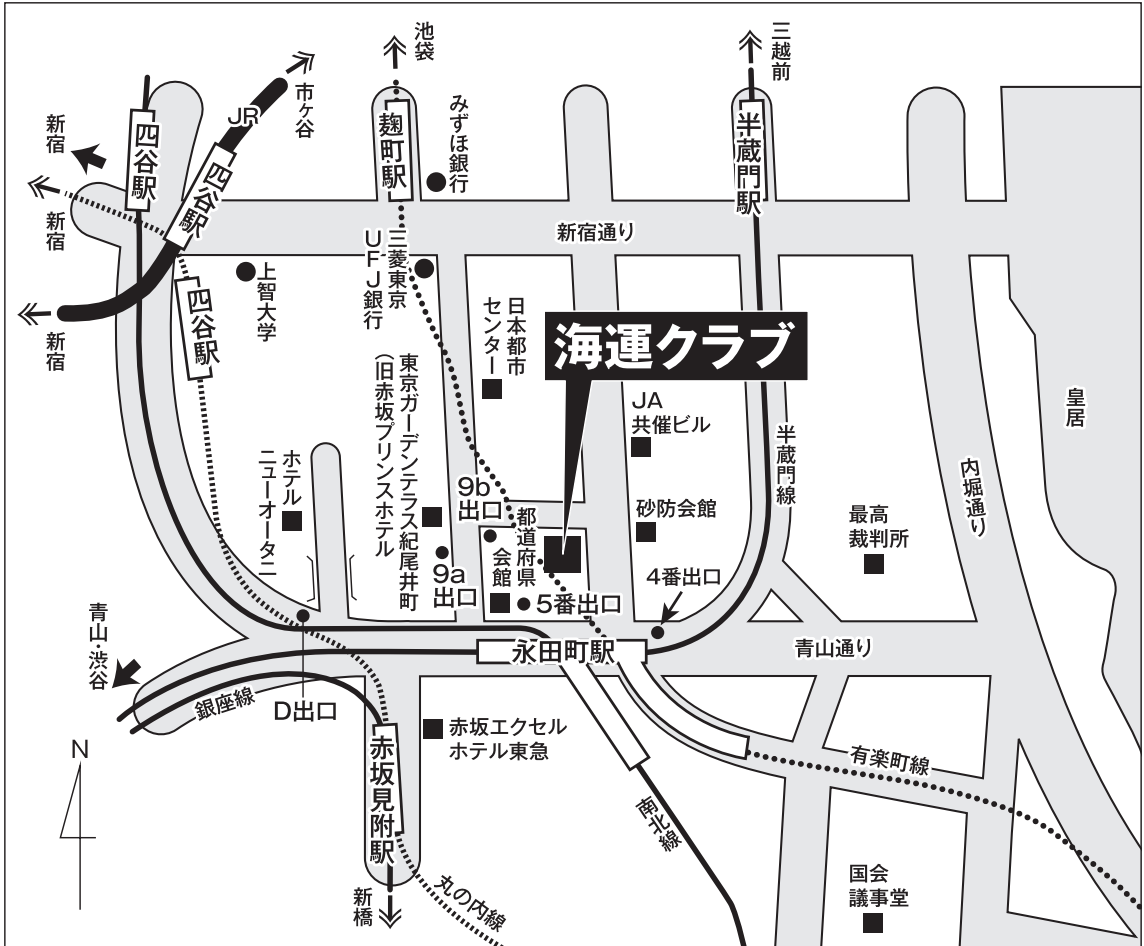 池袋
三越前
市ケ谷
JR
新宿
四谷駅
四谷駅
麹町駅
みずほ銀行
半蔵門駅
新宿
新宿通り
新宿
上智大学
四谷駅
三菱東京
UFJ銀行
日本都市
センター
海運クラブ
JA
共催ビル
皇居
半蔵門線
内堀通り
東京ガーデンテラス紀尾井町
(旧赤坂プリンスホテル
ホテル
ニューオータニ
9b
出口
都道府県
会館
砂防会館
最高
裁判所
9a
出口
5番出口
4番出口
青山・渋谷
永田町駅
青山通り
銀座線
D出口
赤坂エクセル
ホテル東急
赤坂見附駅
有楽町線
N
南北線
丸の内線
新橋
国会
議事堂